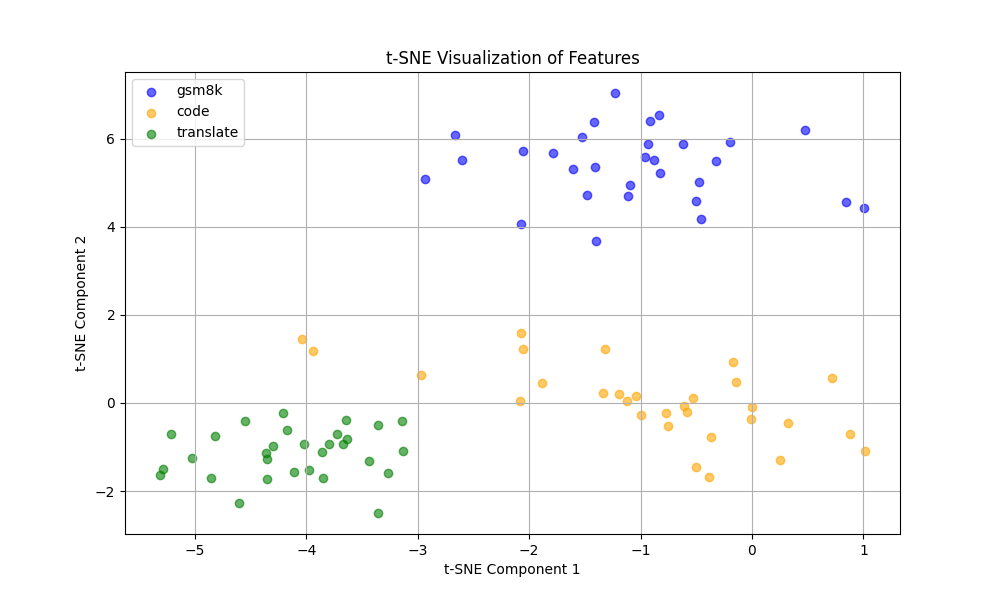 t-SNE Visualization of Features
gsm8k
code
translate
t-SNE Component 2
6
4
2
0
−2
−5
−4
−3
−2
−1
0
1
t-SNE Component 1